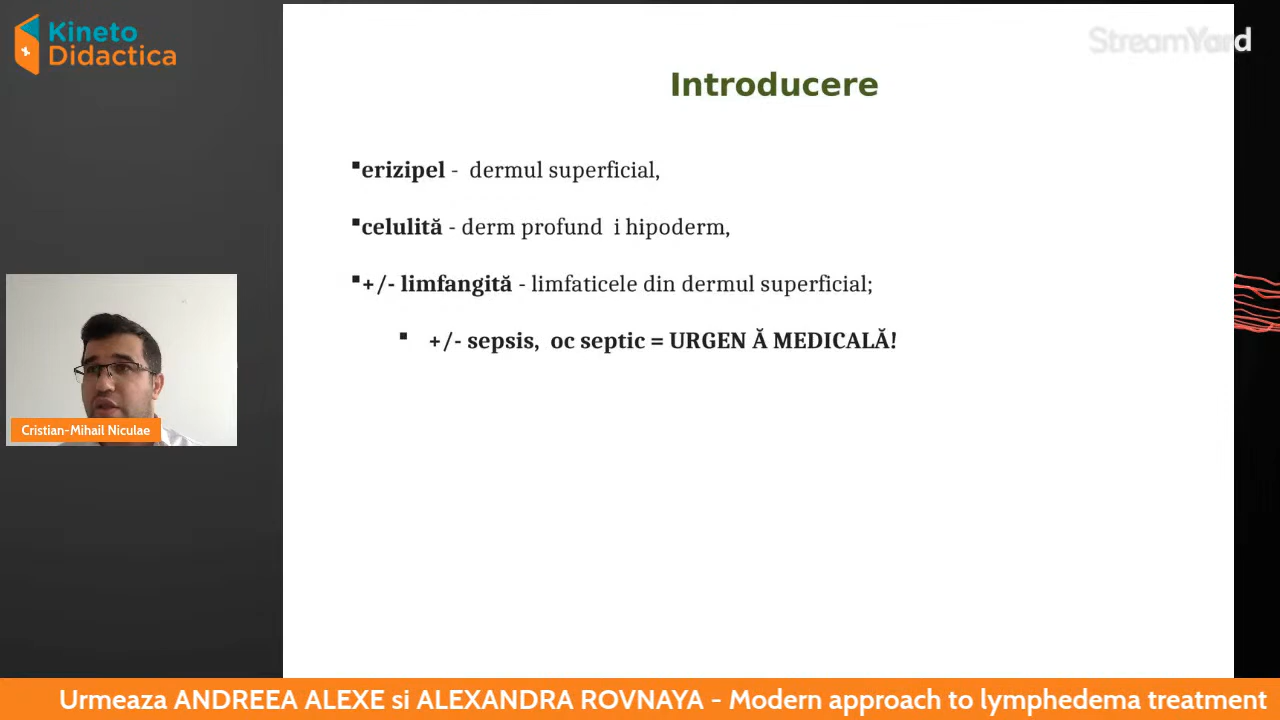 Kineto
Didactica
StreamYard
Introducere
▪erizipel - dermul superficial,
▪celulită - derm profund i hipoderm,
▪+/- limfangită - limfaticele din dermul superficial;
▪ +/- sepsis, oc septic = URGEN Ă MEDICALĂ!
Cristian-Mihail Niculae
Urmeaza ANDREEA ALEXE si ALEXANDRA ROVNAYA - Modern approach to lymphedema treatment